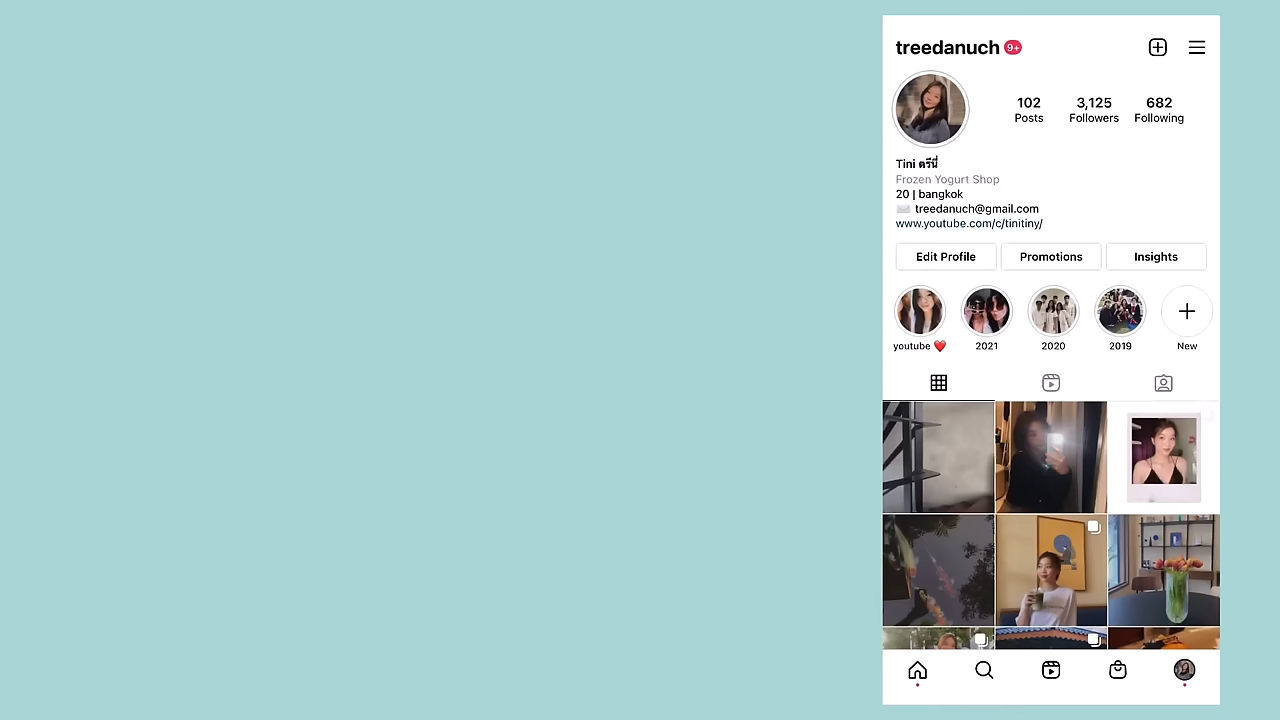 treedanuch 9+
102 3,125 682
Posts Followers Following
Tini ตรีนี่
Frozen Yogurt Shop
20 | bangkok
✉️ treedanuch@gmail.com
www.youtube.com/c/tinitiny/
Edit Profile Promotions Insights
youtube ❤️ 2021 2020 2019 New